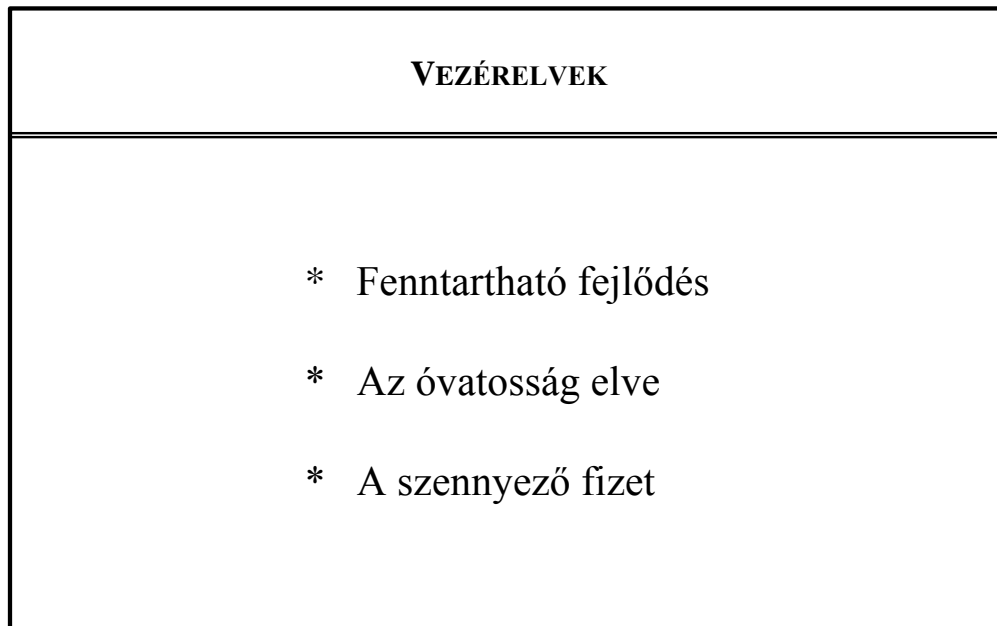 VEZÉRELVEK
* Fenntartható fejlődés
* Az óvatosság elve
* A szennyező fizet